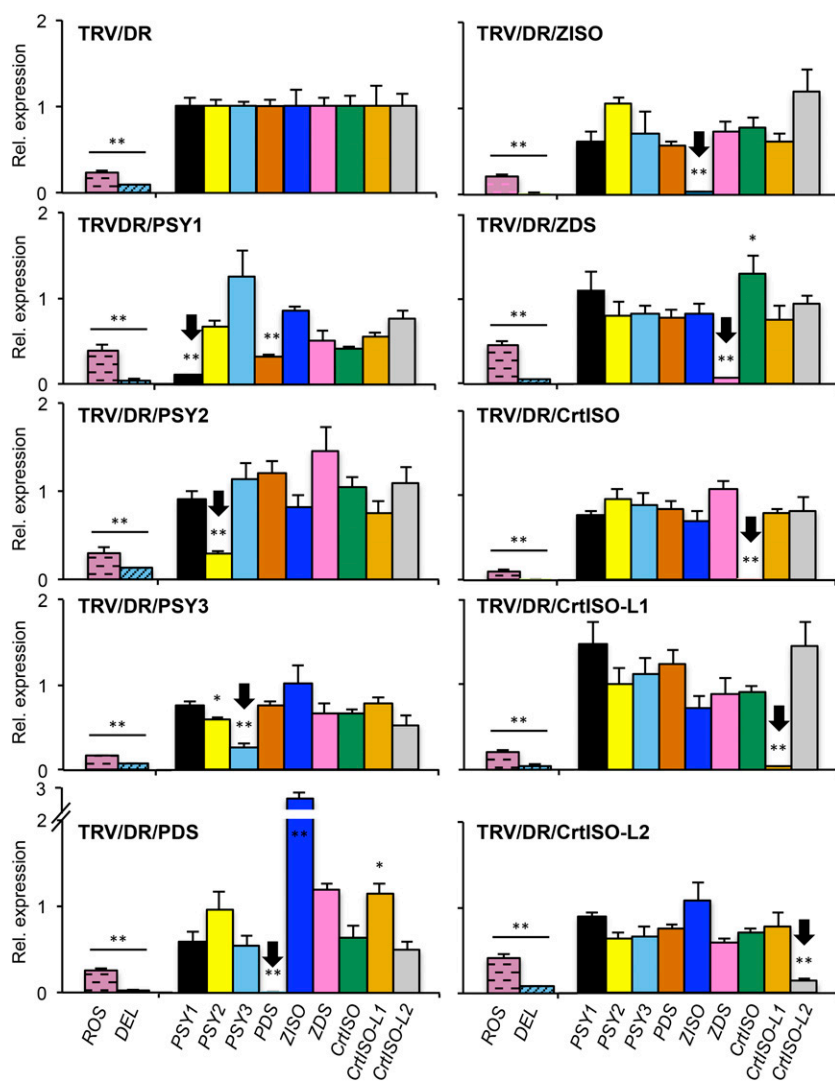 TRV/DR
Rel. expression
2
1
0
**
TRV/DR/ZISO
**
**
TRVDR/PSY1
Rel. expression
2
1
0
**
**
**
TRV/DR/ZDS
**
**
*
TRV/DR/PSY2
Rel. expression
2
1
0
**
**
TRV/DR/CrtISO
**
**
TRV/DR/PSY3
Rel. expression
2
1
0
**
*
**
TRV/DR/CrtISO-L1
**
**
TRV/DR/PDS
Rel. expression
3
2
1
0
**
**
**
*
TRV/DR/CrtISO-L2
**
**
ROS
DEL
PSY1
PSY2
PSY3
PDS
ZISO
ZDS
CrtISO
CrtISO-L1
CrtISO-L2
ROS
DEL
PSY1
PSY2
PSY3
PDS
ZISO
ZDS
CrtISO
CrtISO-L1
CrtISO-L2